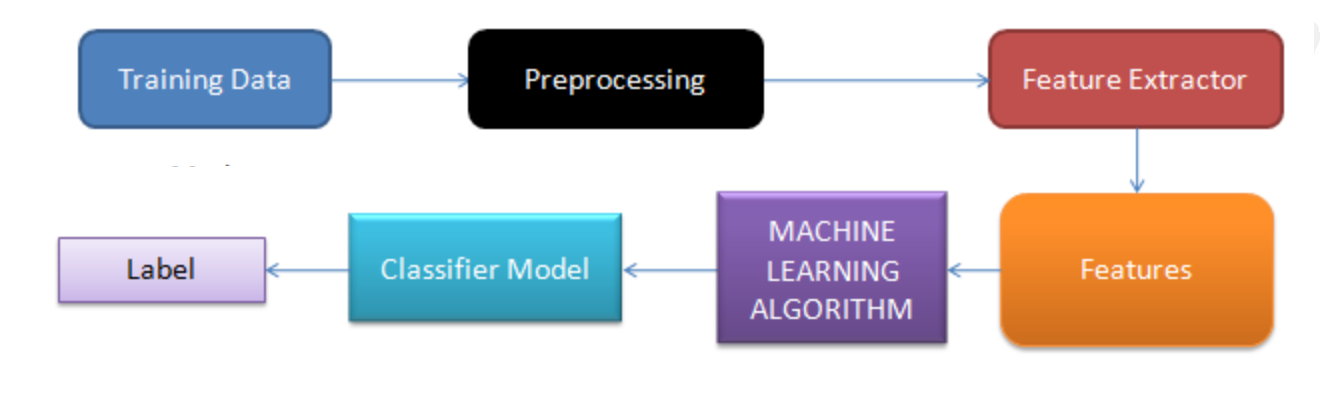 Training Data
Preprocessing
Feature Extractor
Features
MACHINE
LEARNING
ALGORITHM
Classifier Model
Label